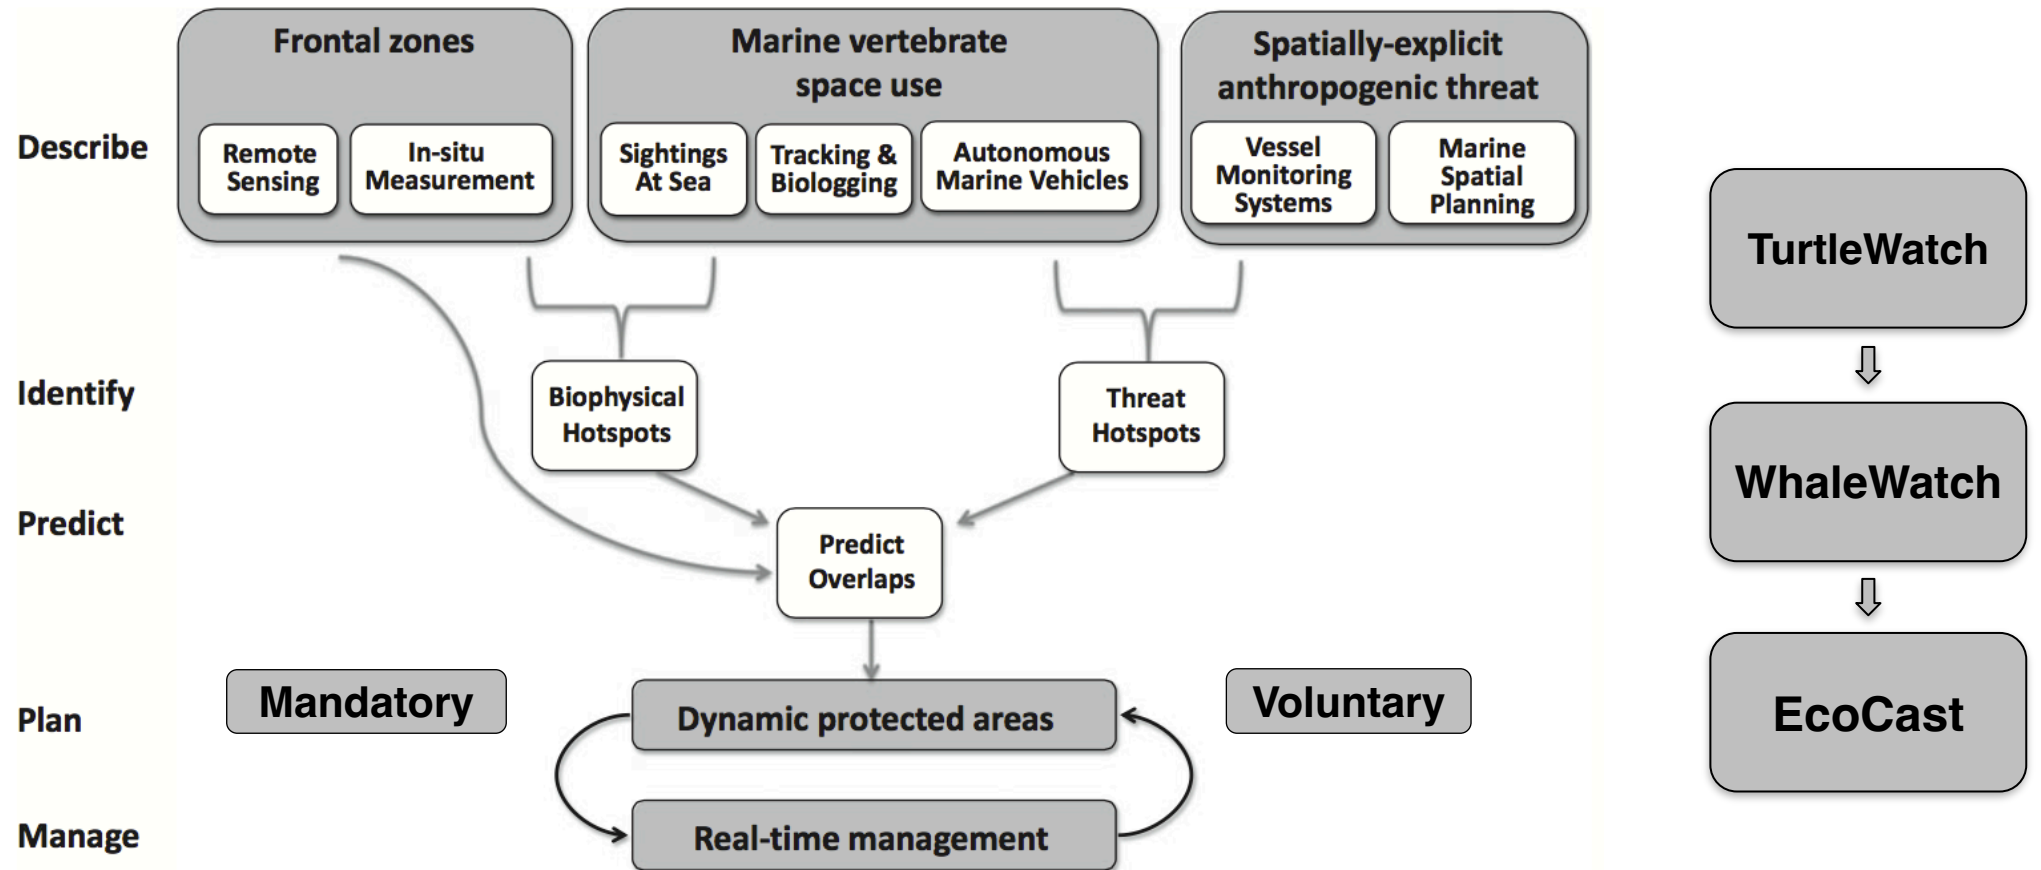 Frontal zones
Marine vertebrate
space use
Spatially-explicit
anthropogenic threat
Describe
Remote
Sensing
In-situ
Measurement
Sightings
At Sea
Tracking &
Biologging
Autonomous
Marine Vehicles
Vessel
Monitoring
Systems
Marine
Spatial
Planning
TurtleWatch
Identify
Biophysical
Hotspots
Threat
Hotspots
WhaleWatch
Predict
Predict
Overlaps
Plan
Mandatory
Dynamic protected areas
Voluntary
EcoCast
Manage
Real-time management